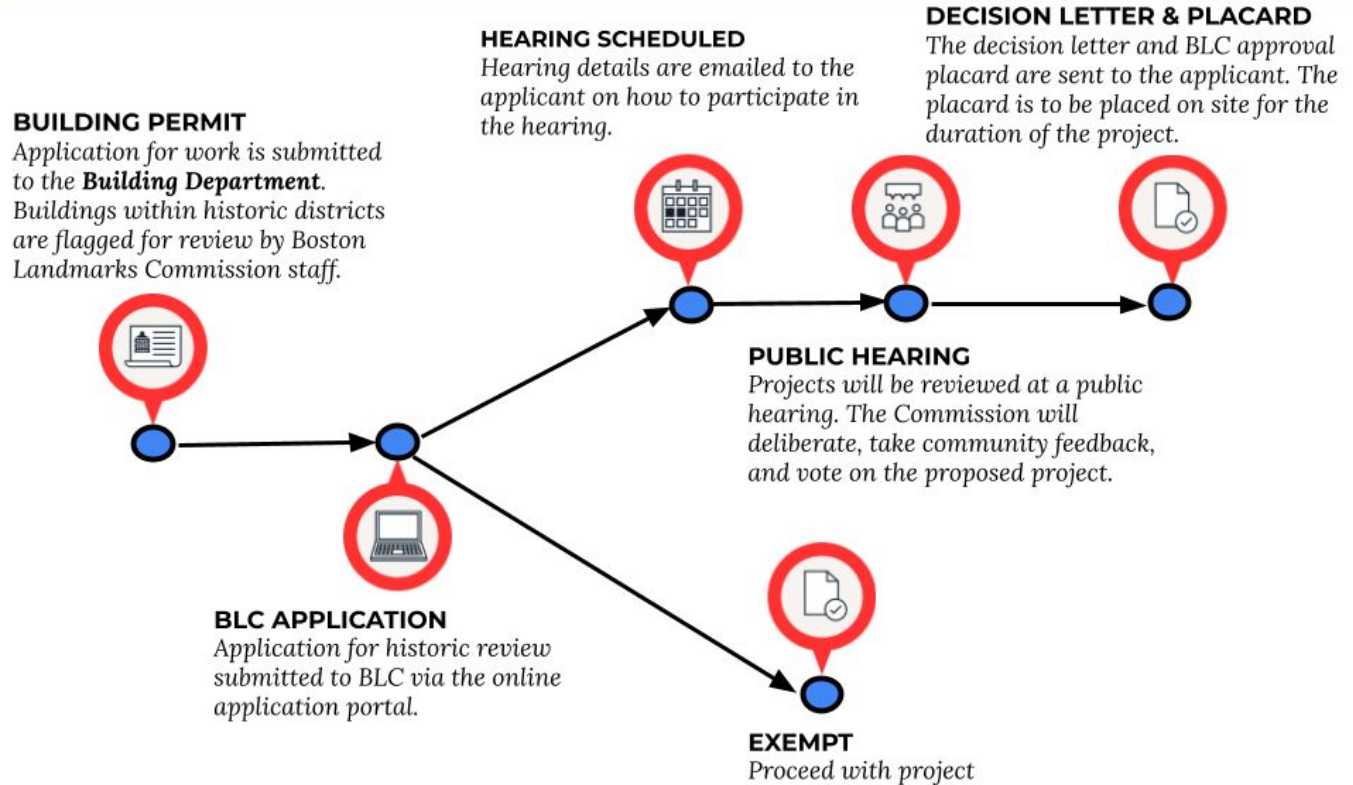 BUILDING PERMIT
Application for work is submitted
to the Building Department.
Buildings within historic districts
are flagged for review by Boston
Landmarks Commission staff.
BLC APPLICATION
Application for historic review
submitted to BLC via the online
application portal.
HEARING SCHEDULED
Hearing details are emailed to the
applicant on how to participate in
the hearing.
PUBLIC HEARING
Projects will be reviewed at a public
hearing. The Commission will
deliberate, take community feedback,
and vote on the proposed project.
DECISION LETTER & PLACARD
The decision letter and BLC approval
placard are sent to the applicant. The
placard is to be placed on site for the
duration of the project.
EXEMPT
Proceed with project